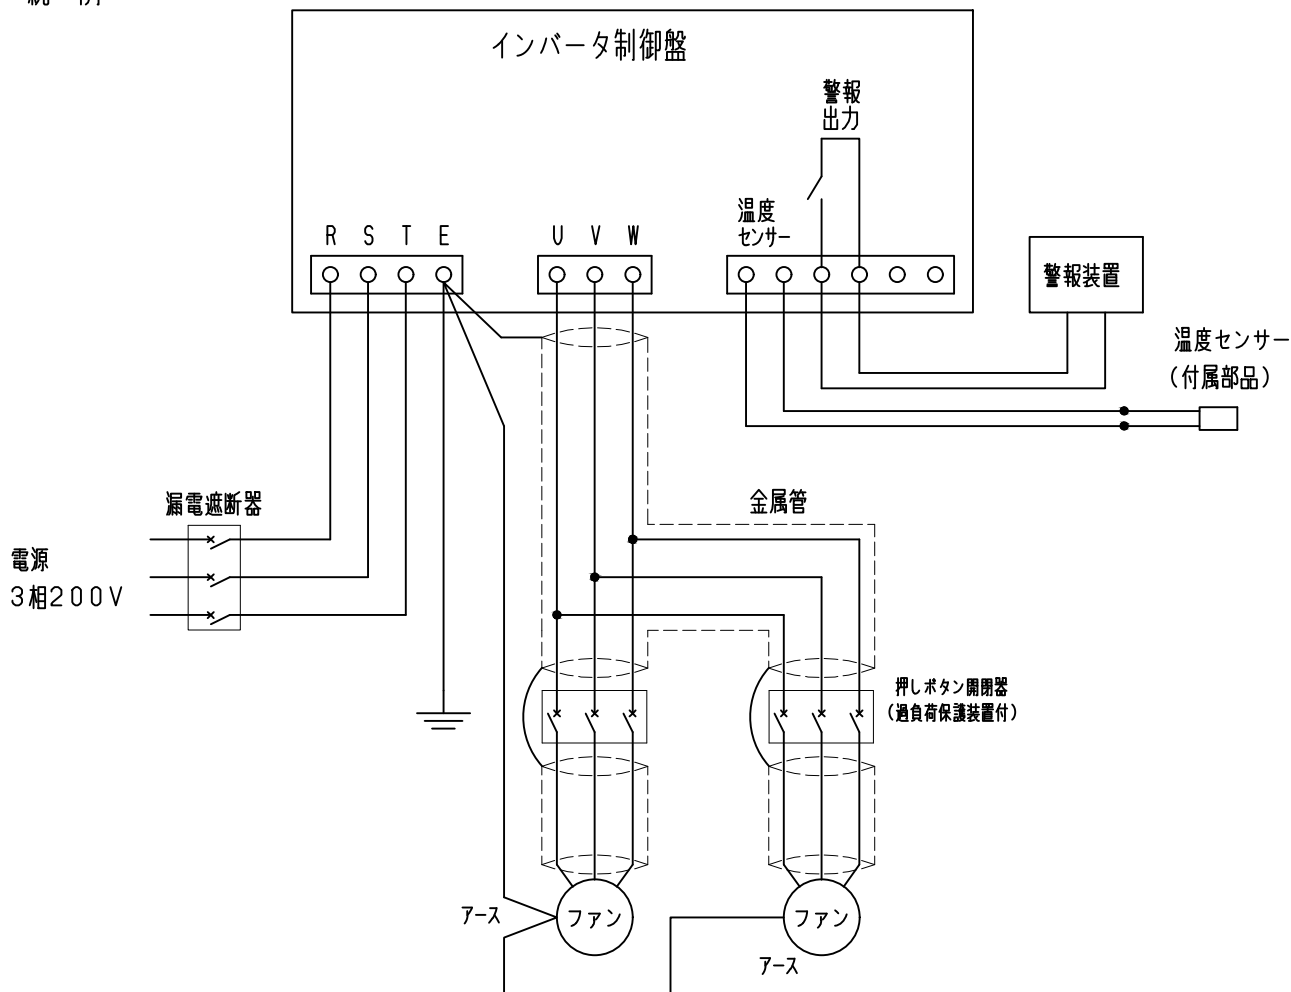 インバータ制御盤
警報
出力
温度
センサー
R S T E
U V W
警報装置
温度センサー
(付属部品)
漏電遮断器
金属管
電源
3相200V
押しボタン開閉器
(過負荷保護装置付)
アース
ファン
ファン
アース